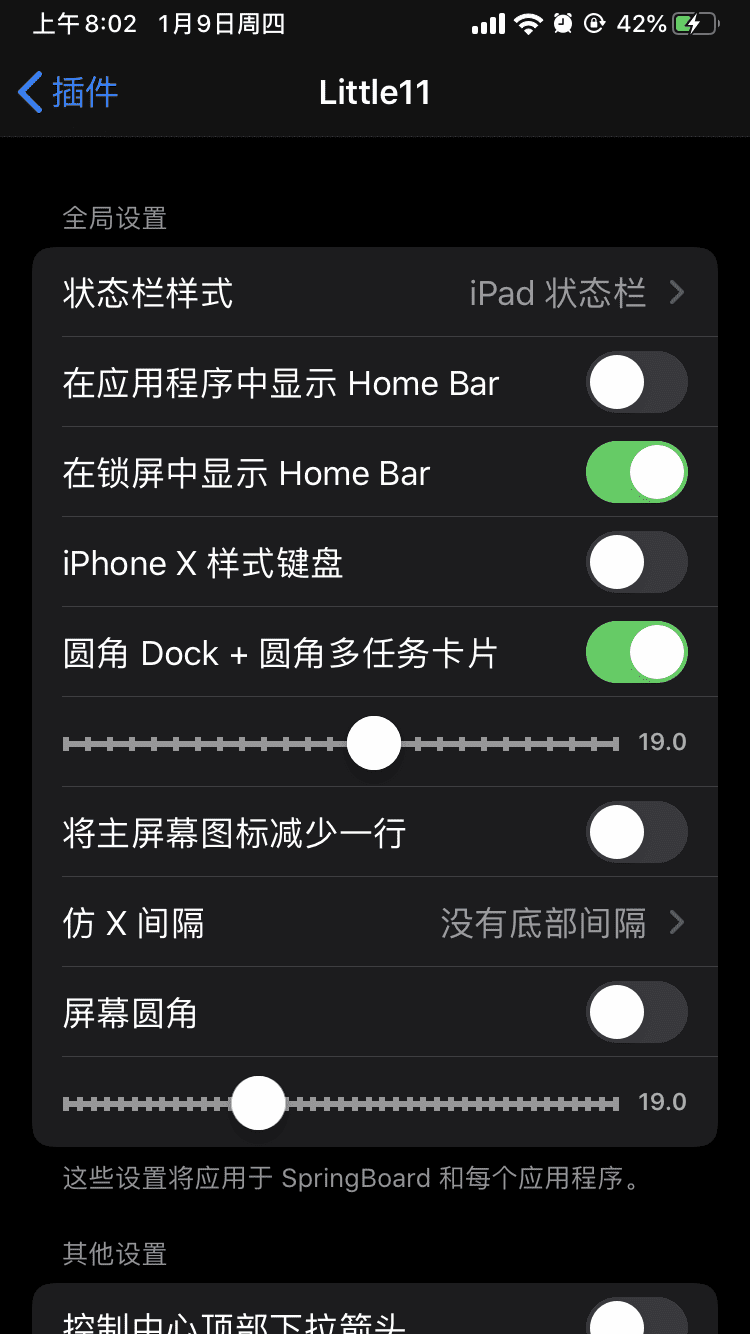 上午8:02 1月9日周四 42%
插件 Little11
全局设置
状态栏样式 iPad 状态栏
在应用程序中显示 Home Bar
在锁屏中显示 Home Bar
iPhone X 样式键盘
圆角 Dock + 圆角多任务卡片
19.0
将主屏幕图标减少一行
仿 X 间隔 没有底部间隔
屏幕圆角
19.0
这些设置将应用于 SpringBoard 和每个应用程序。
其他设置
控制中心顶部下拉箭头